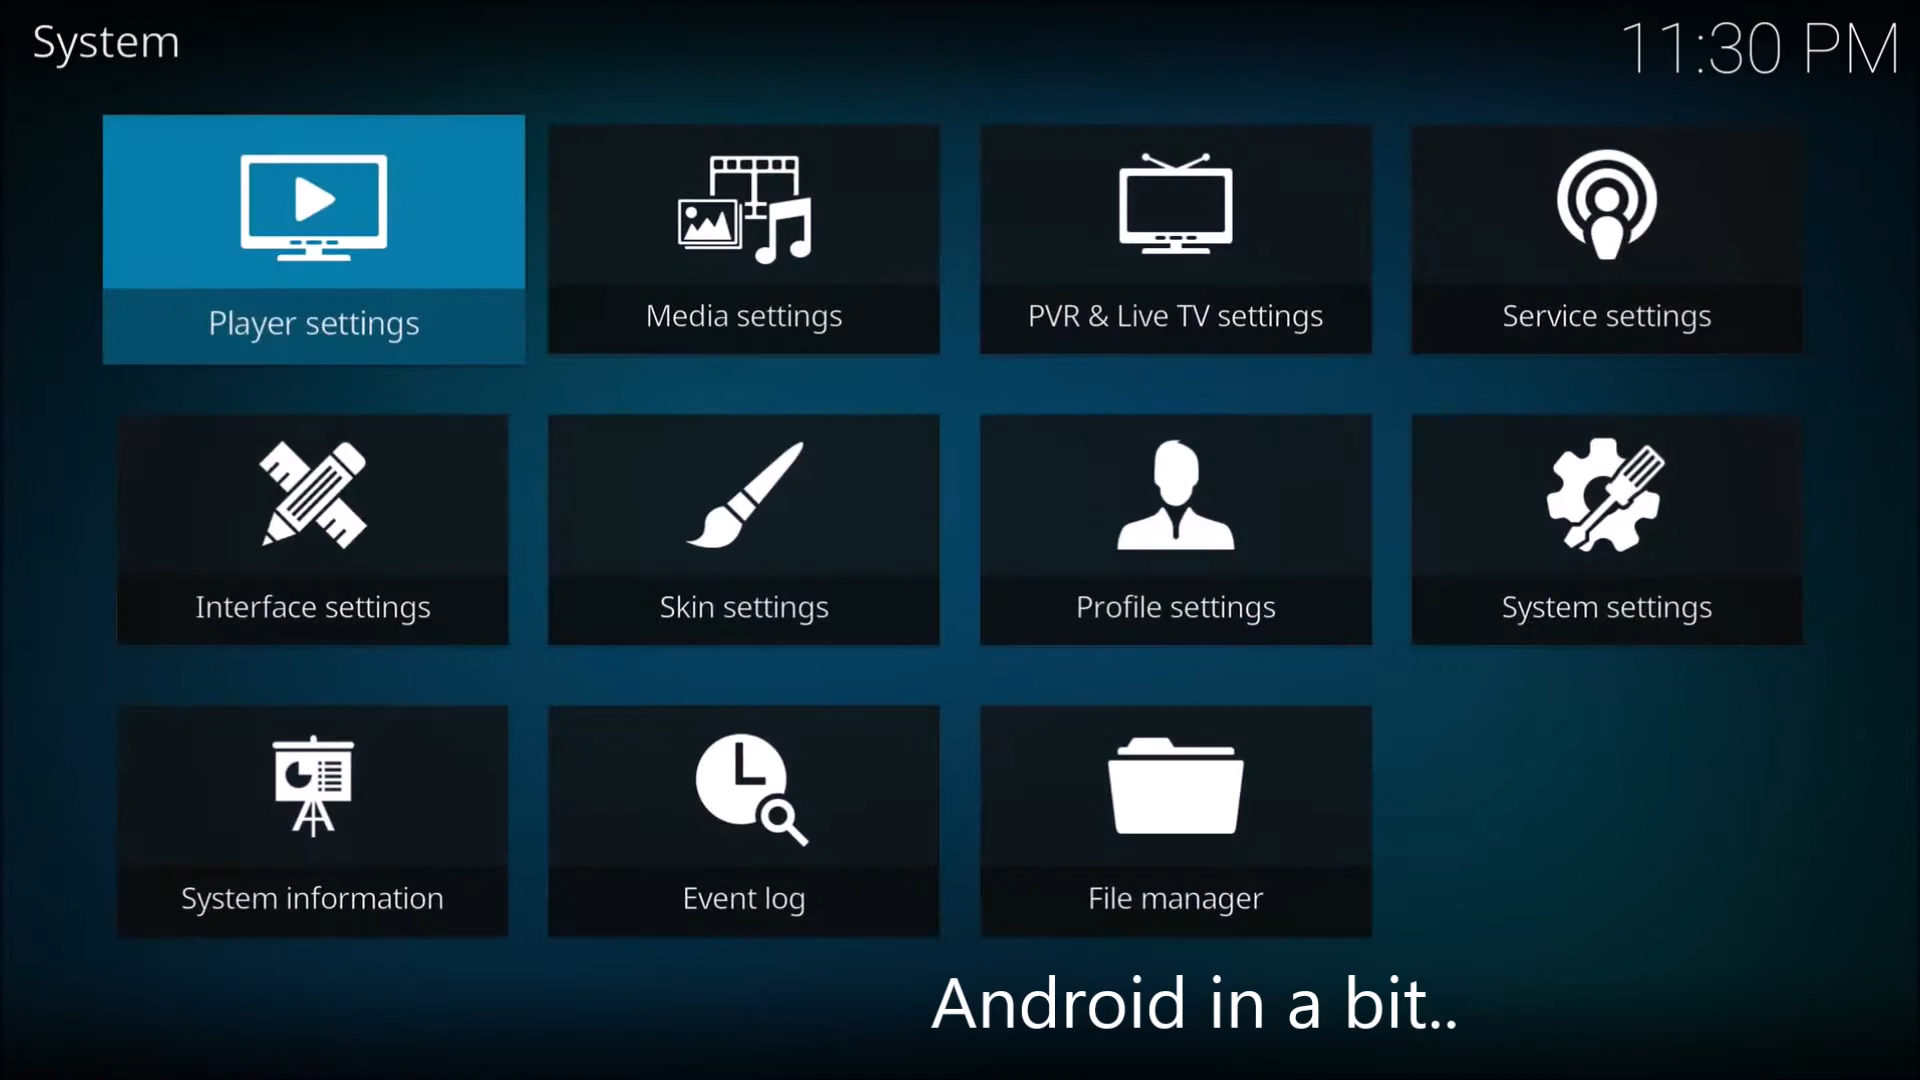 System
11:30 PM
Player settings
Media settings
PVR & Live TV settings
Service settings
Interface settings
Skin settings
Profile settings
System settings
System information
Event log
File manager
Android in a bit..